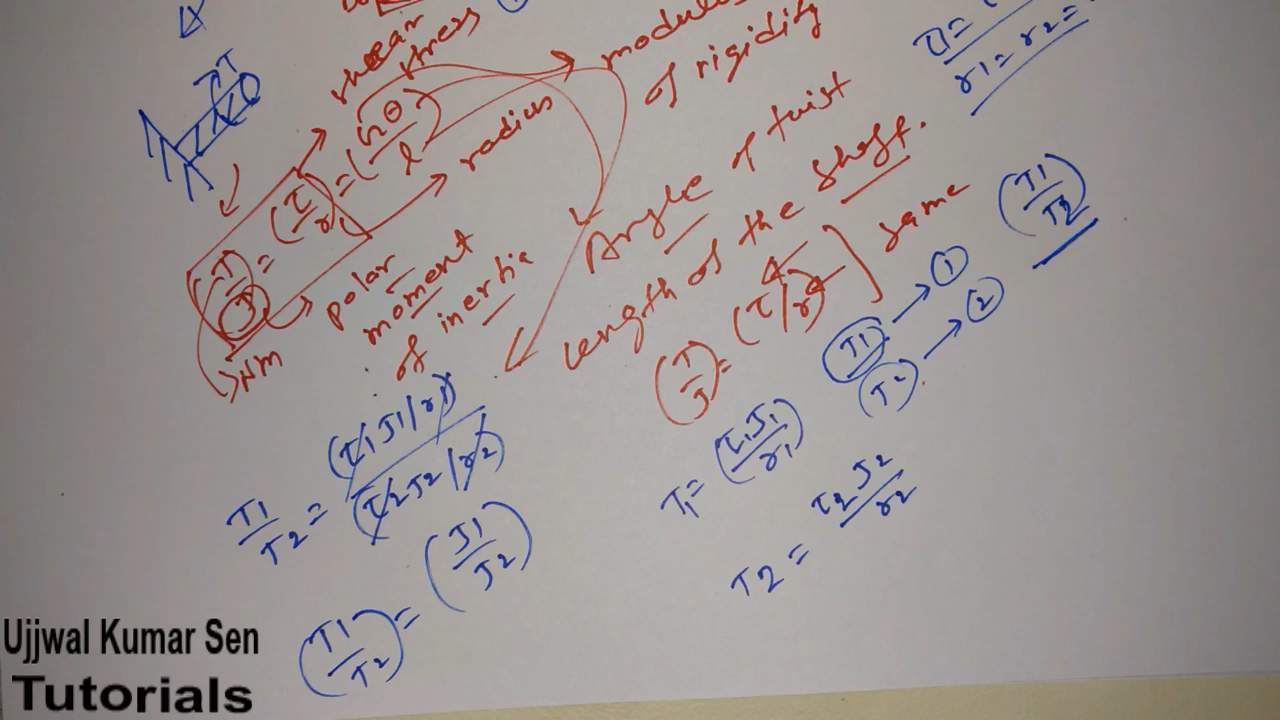 shear
stress
modulu
of rigidity
τ1=
r1=r2=
(T/J) = (τ/r) = (Gθ/l)
radius
Nm
polar
moment
of inertia
Angle of twist
length of the shaft.
(T/J) = (τ/r) same
(T1/T2)
T1 → 1
T2 → 2
T1 = (τ1J1/r1)
T2 = τ2J2/r2
T1/T2 = (τ1J1/r1)/(τ2J2/r2)
(T1/T2) = (J1/J2)
Ujjwal Kumar Sen
Tutorials